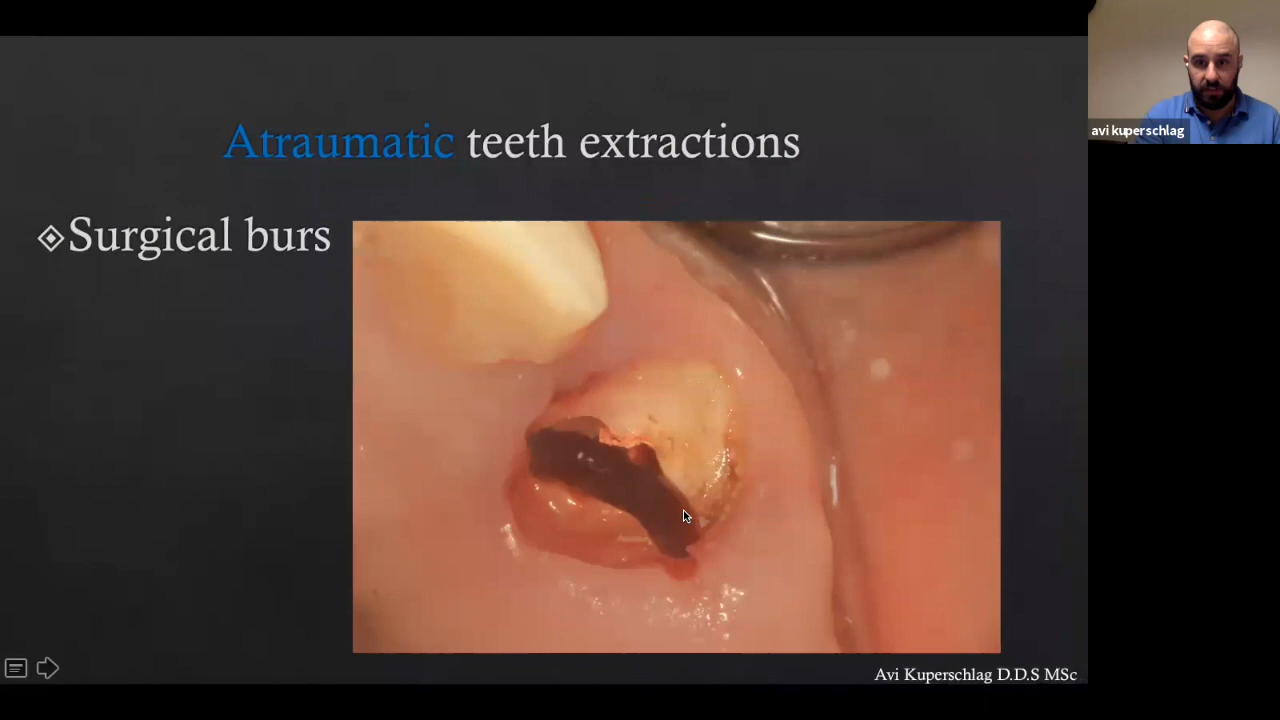 avi kuperschlag
Atraumatic teeth extractions
Surgical burs
Avi Kuperschlag D.D.S MSc